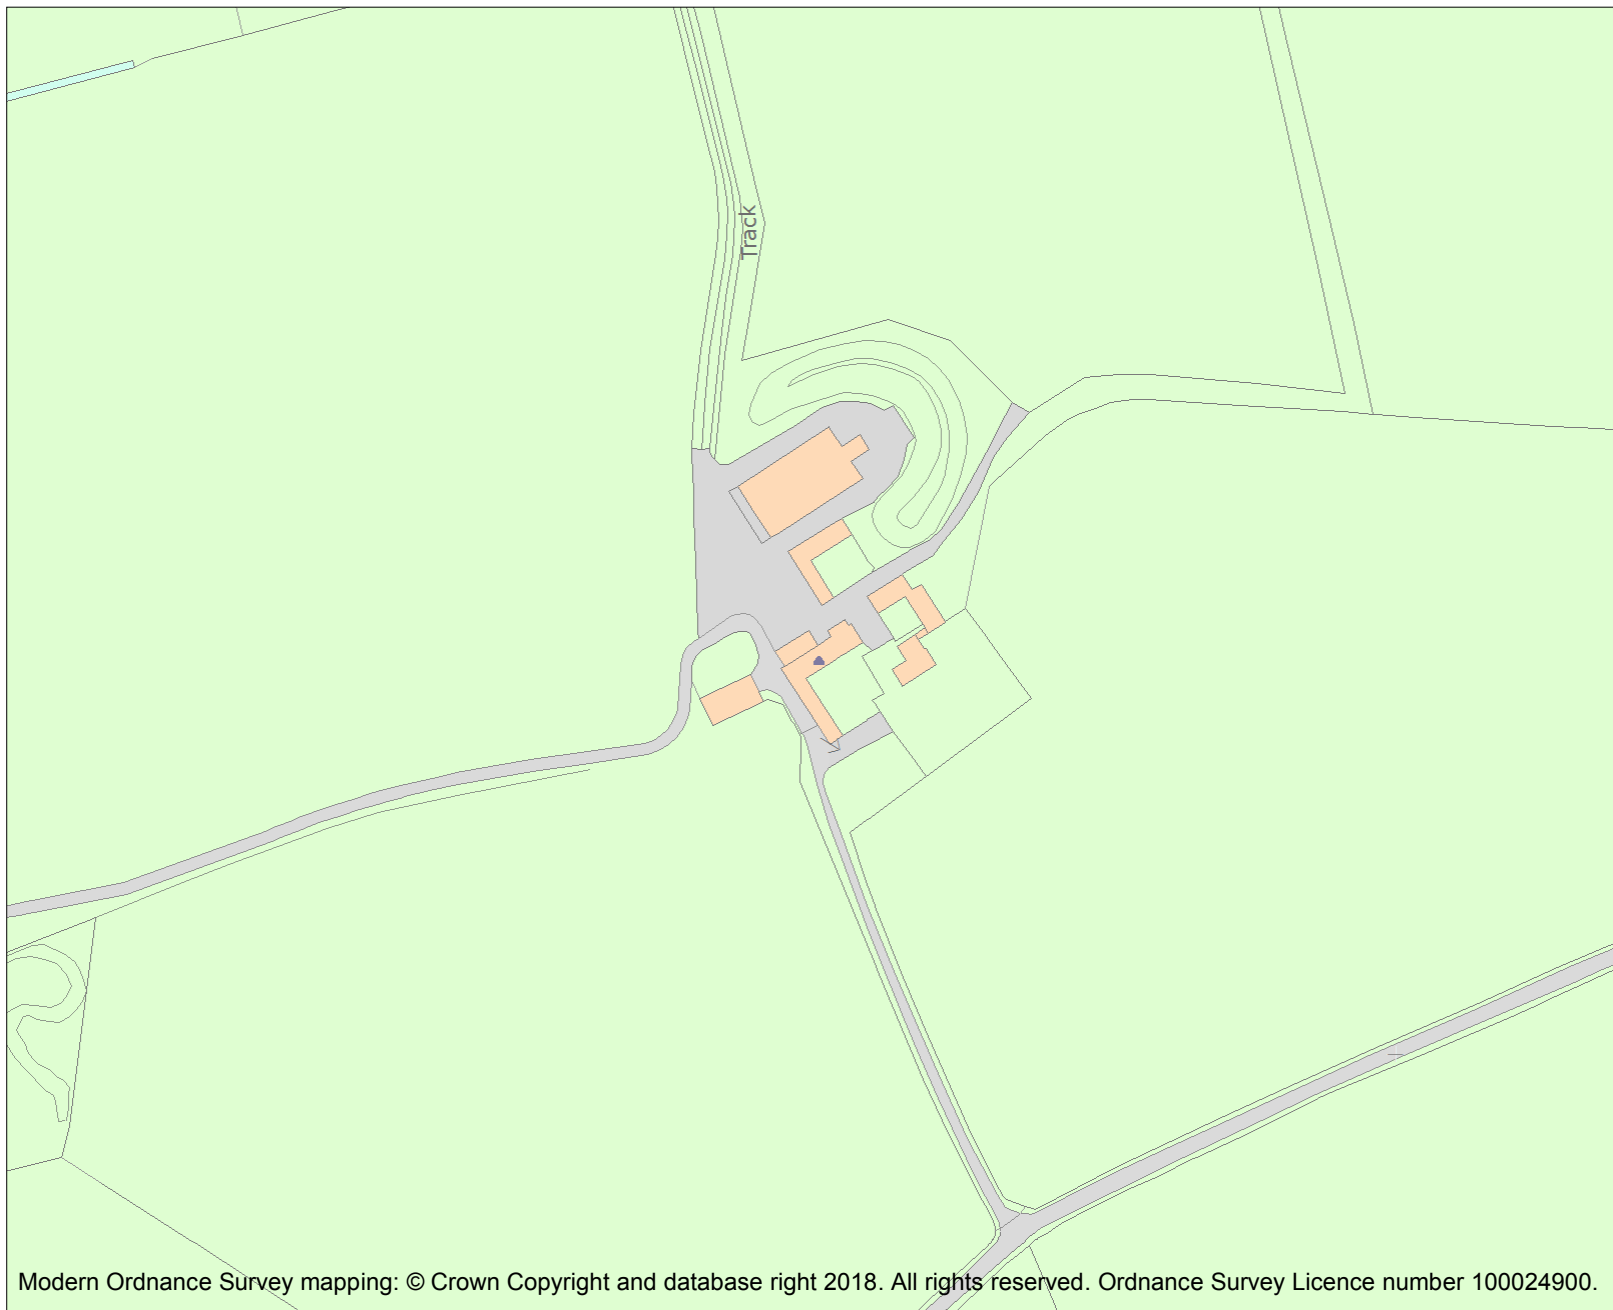 Track
Modern Ordnance Survey mapping: © Crown Copyright and database right 2018. All rights reserved. Ordnance Survey Licence number 100024900.